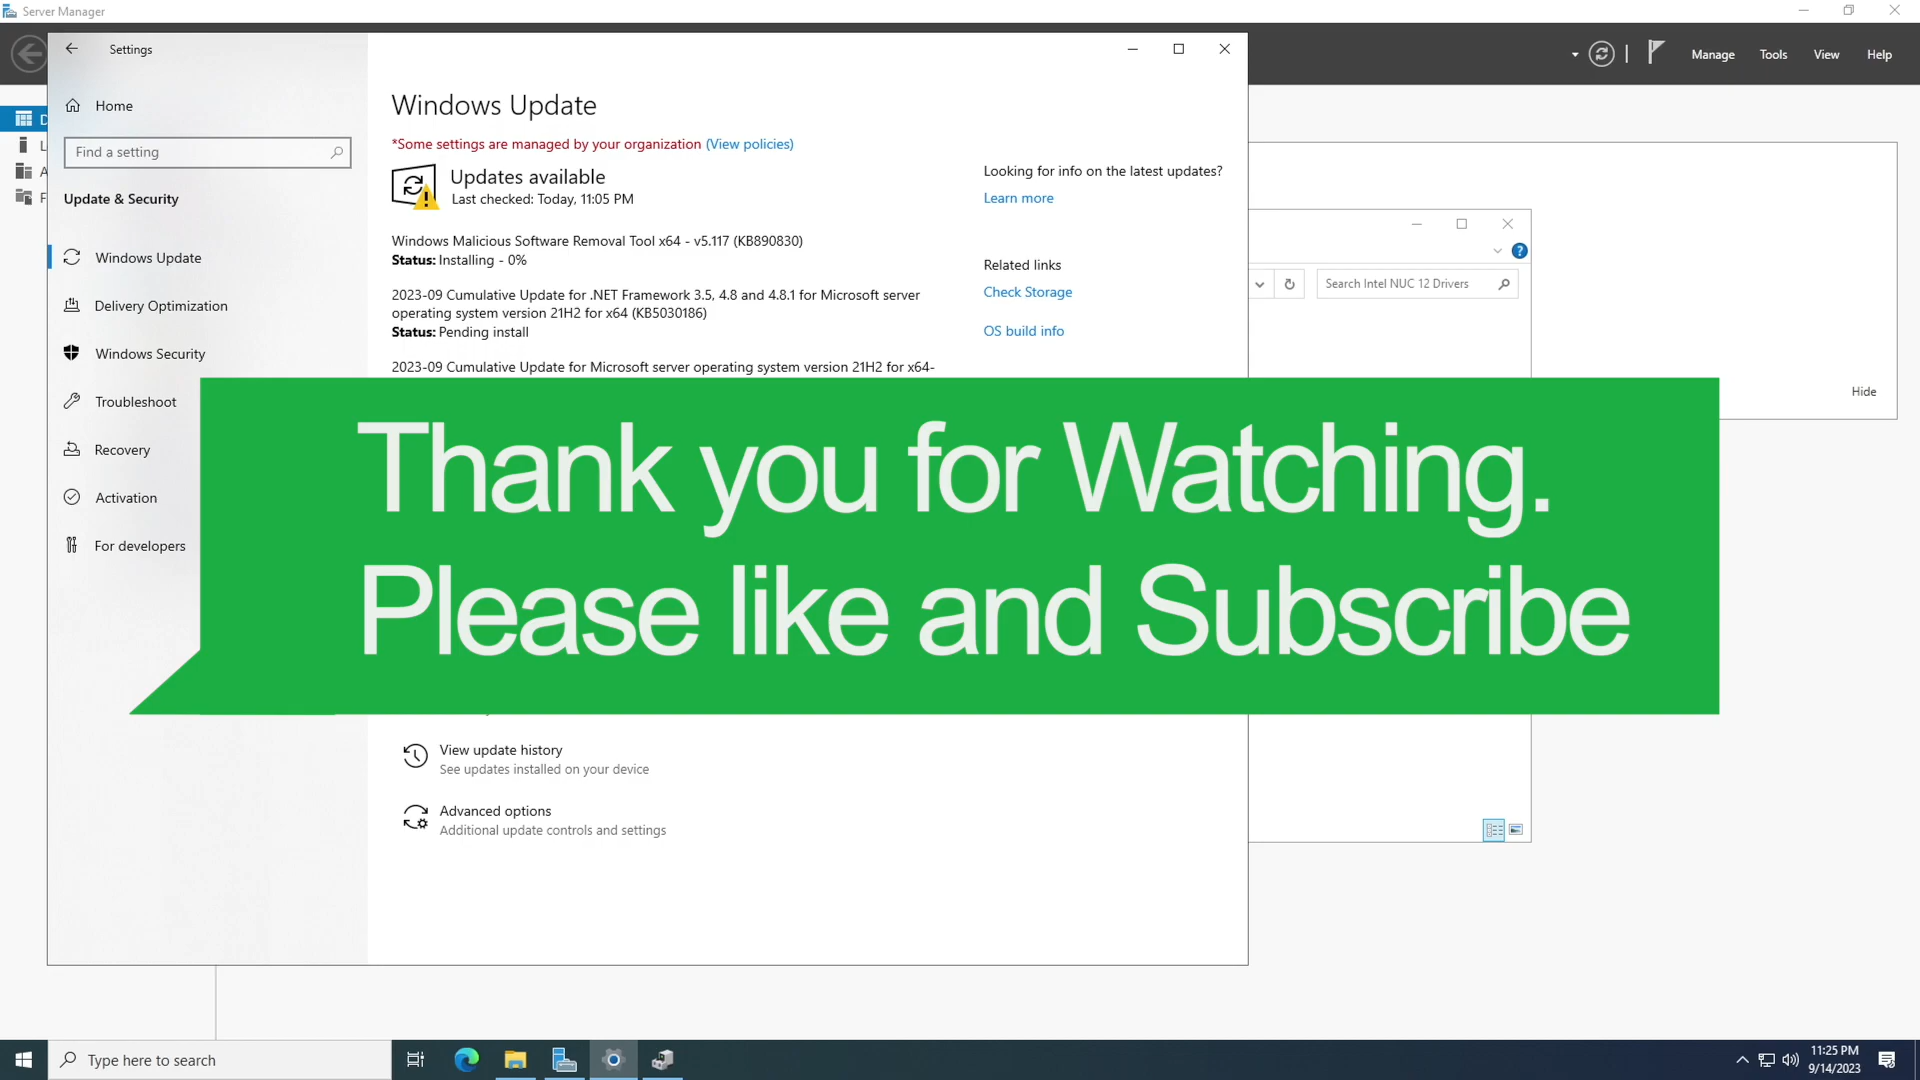 Server Manager
Settings
Manage
Tools
View
Help
Home
Find a setting
Update & Security
Windows Update
Delivery Optimization
Windows Security
Troubleshoot
Recovery
Activation
For developers
Windows Update
*Some settings are managed by your organization (View policies)
Updates available
Last checked: Today, 11:05 PM
Windows Malicious Software Removal Tool x64 - v5.117 (KB890830)
Status: Installing - 0%
2023-09 Cumulative Update for .NET Framework 3.5, 4.8 and 4.8.1 for Microsoft server
operating system version 21H2 for x64 (KB5030186)
Status: Pending install
2023-09 Cumulative Update for Microsoft server operating system version 21H2 for x64-
Looking for info on the latest updates?
Learn more
Related links
Check Storage
OS build info
Search Intel NUC 12 Drivers
Hide
Thank you for Watching.
Please like and Subscribe
View update history
See updates installed on your device
Advanced options
Additional update controls and settings
Type here to search
11:25 PM
9/14/2023